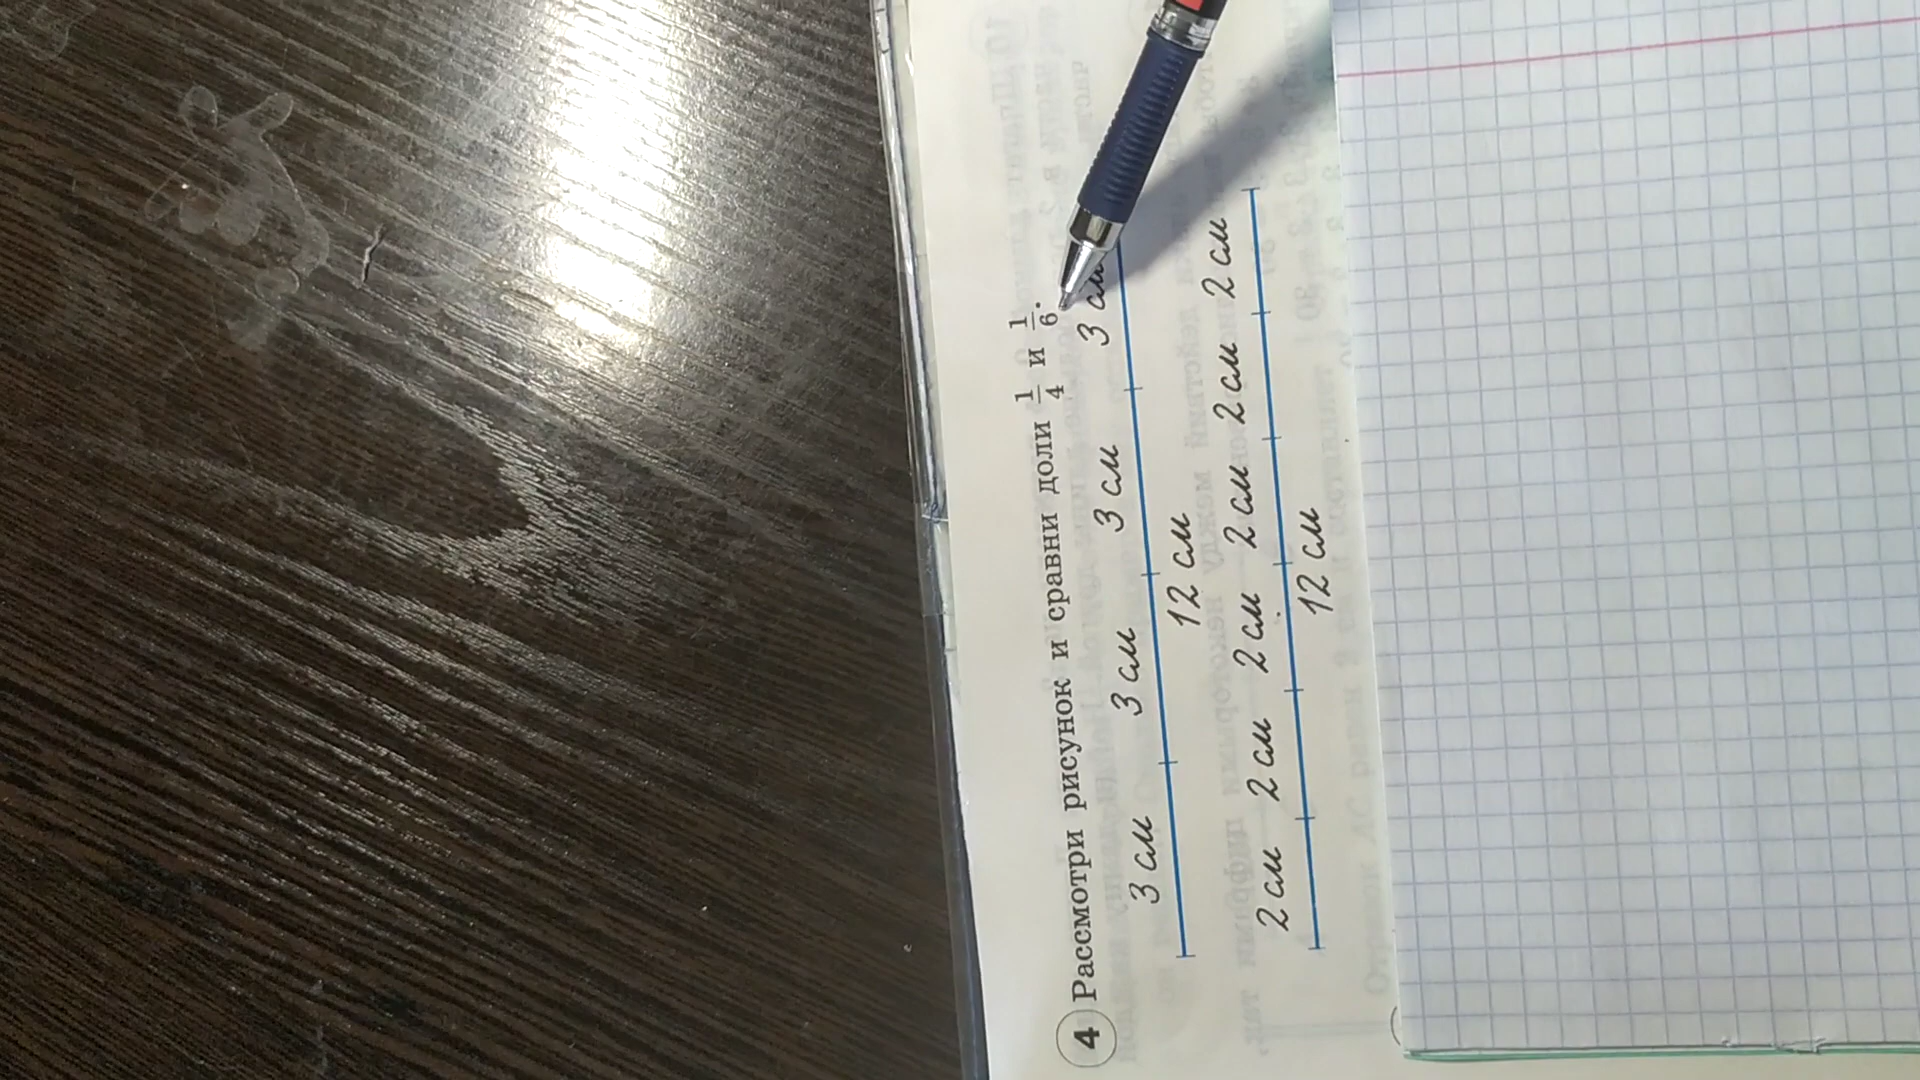 4 Рассмотри рисунок и сравни доли 1/4 и 1/6.
3 см 3 см 3 см 3 см
12 см
2 см 2 см 2 см 2 см 2 см 2 см
12 см